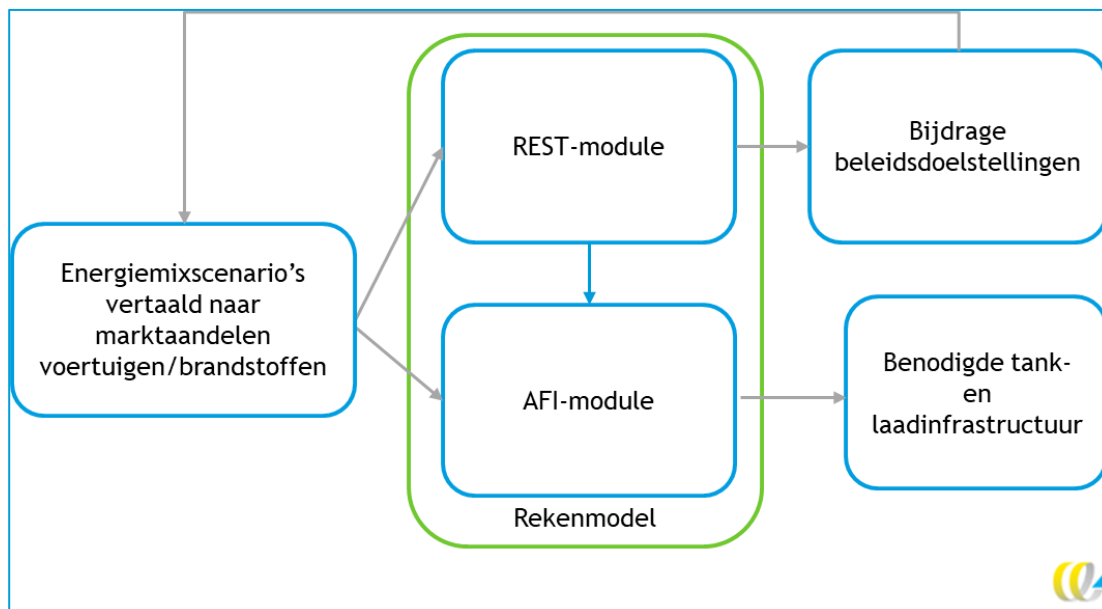 REST-module
Bijdrage
beleidsdoelstellingen
Energiemixscenario's
vertaald naar
marktaandelen
voertuigen/brandstoffen
AFI-module
Benodigde tank-
en
laadinfrastructuur
Rekenmodel